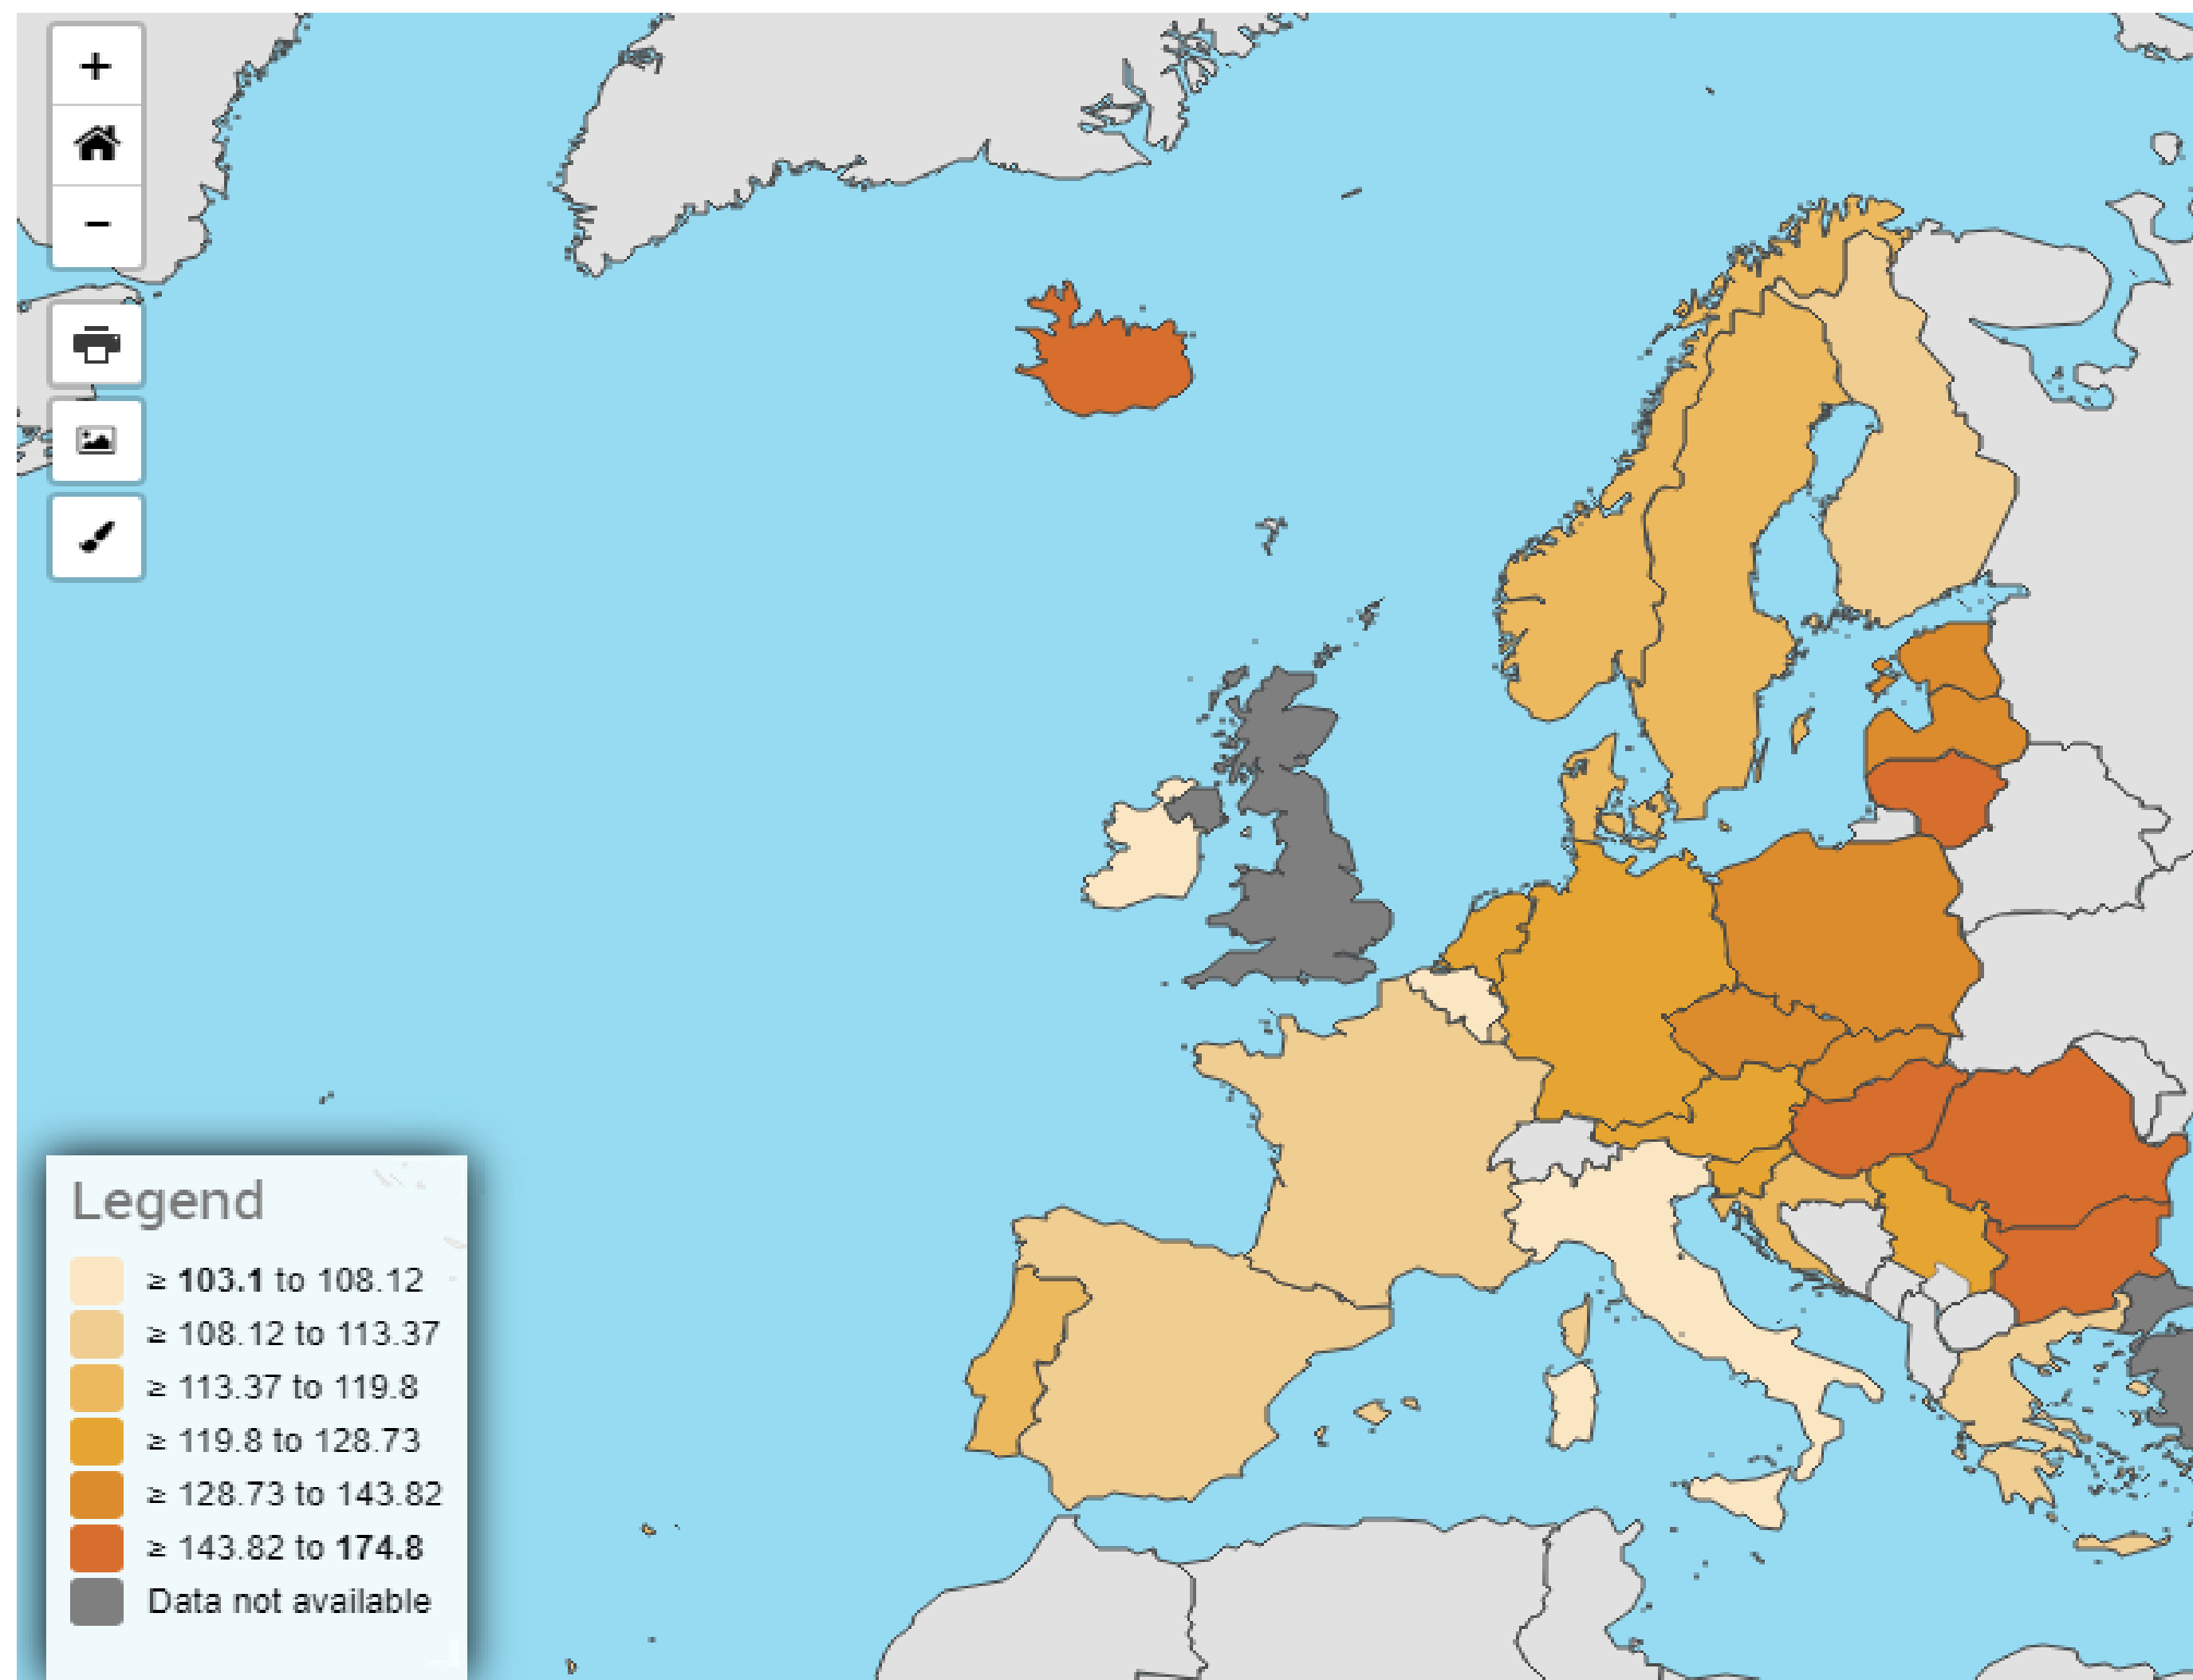 +
−
Legend
≥ 103.1 to 108.12
≥ 108.12 to 113.37
≥ 113.37 to 119.8
≥ 119.8 to 128.73
≥ 128.73 to 143.82
≥ 143.82 to 174.8
Data not available